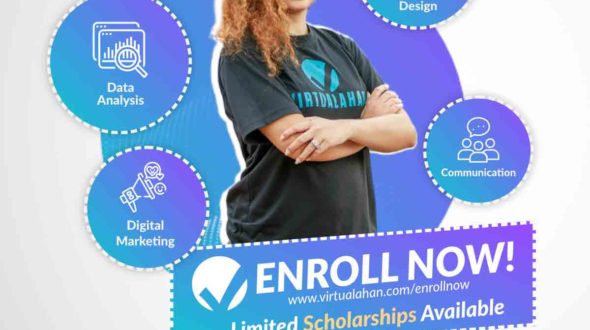 Design
Data
Analysis
VIRTUALAHAN
Communication
Digital
Marketing
ENROLL NOW!
www.virtualahan.com/enrollnow
Limited Scholarships Available